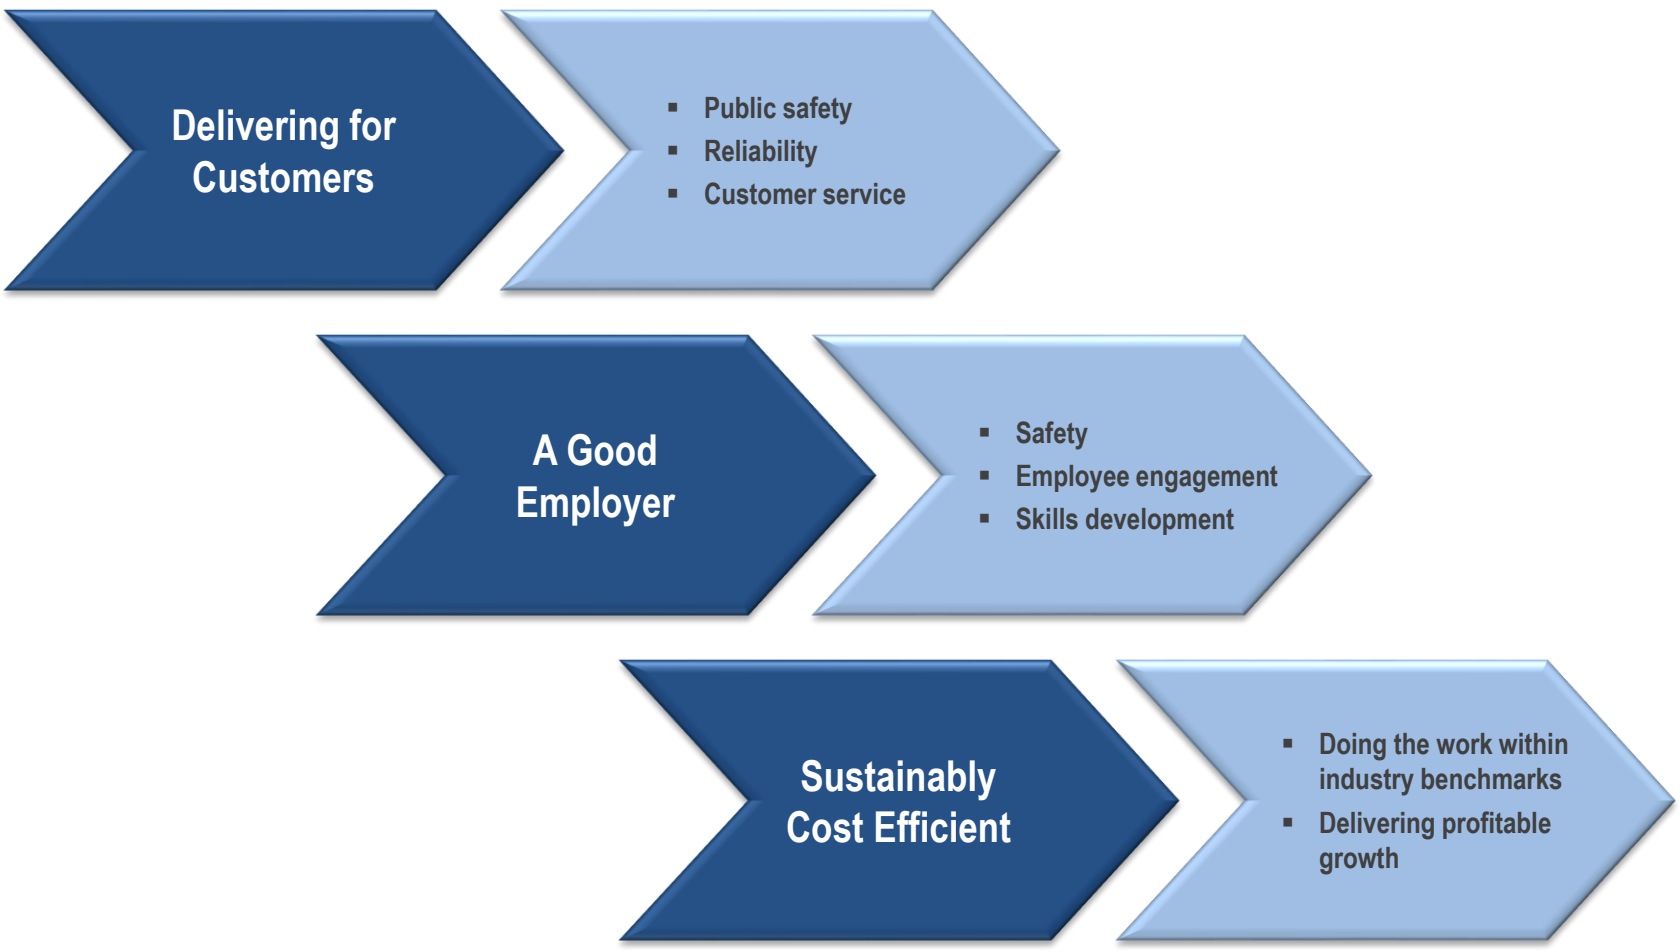 Delivering for
Customers
▪ Public safety
▪ Reliability
▪ Customer service
A Good
Employer
▪ Safety
▪ Employee engagement
▪ Skills development
Sustainably
Cost Efficient
▪ Doing the work within
industry benchmarks
▪ Delivering profitable
growth